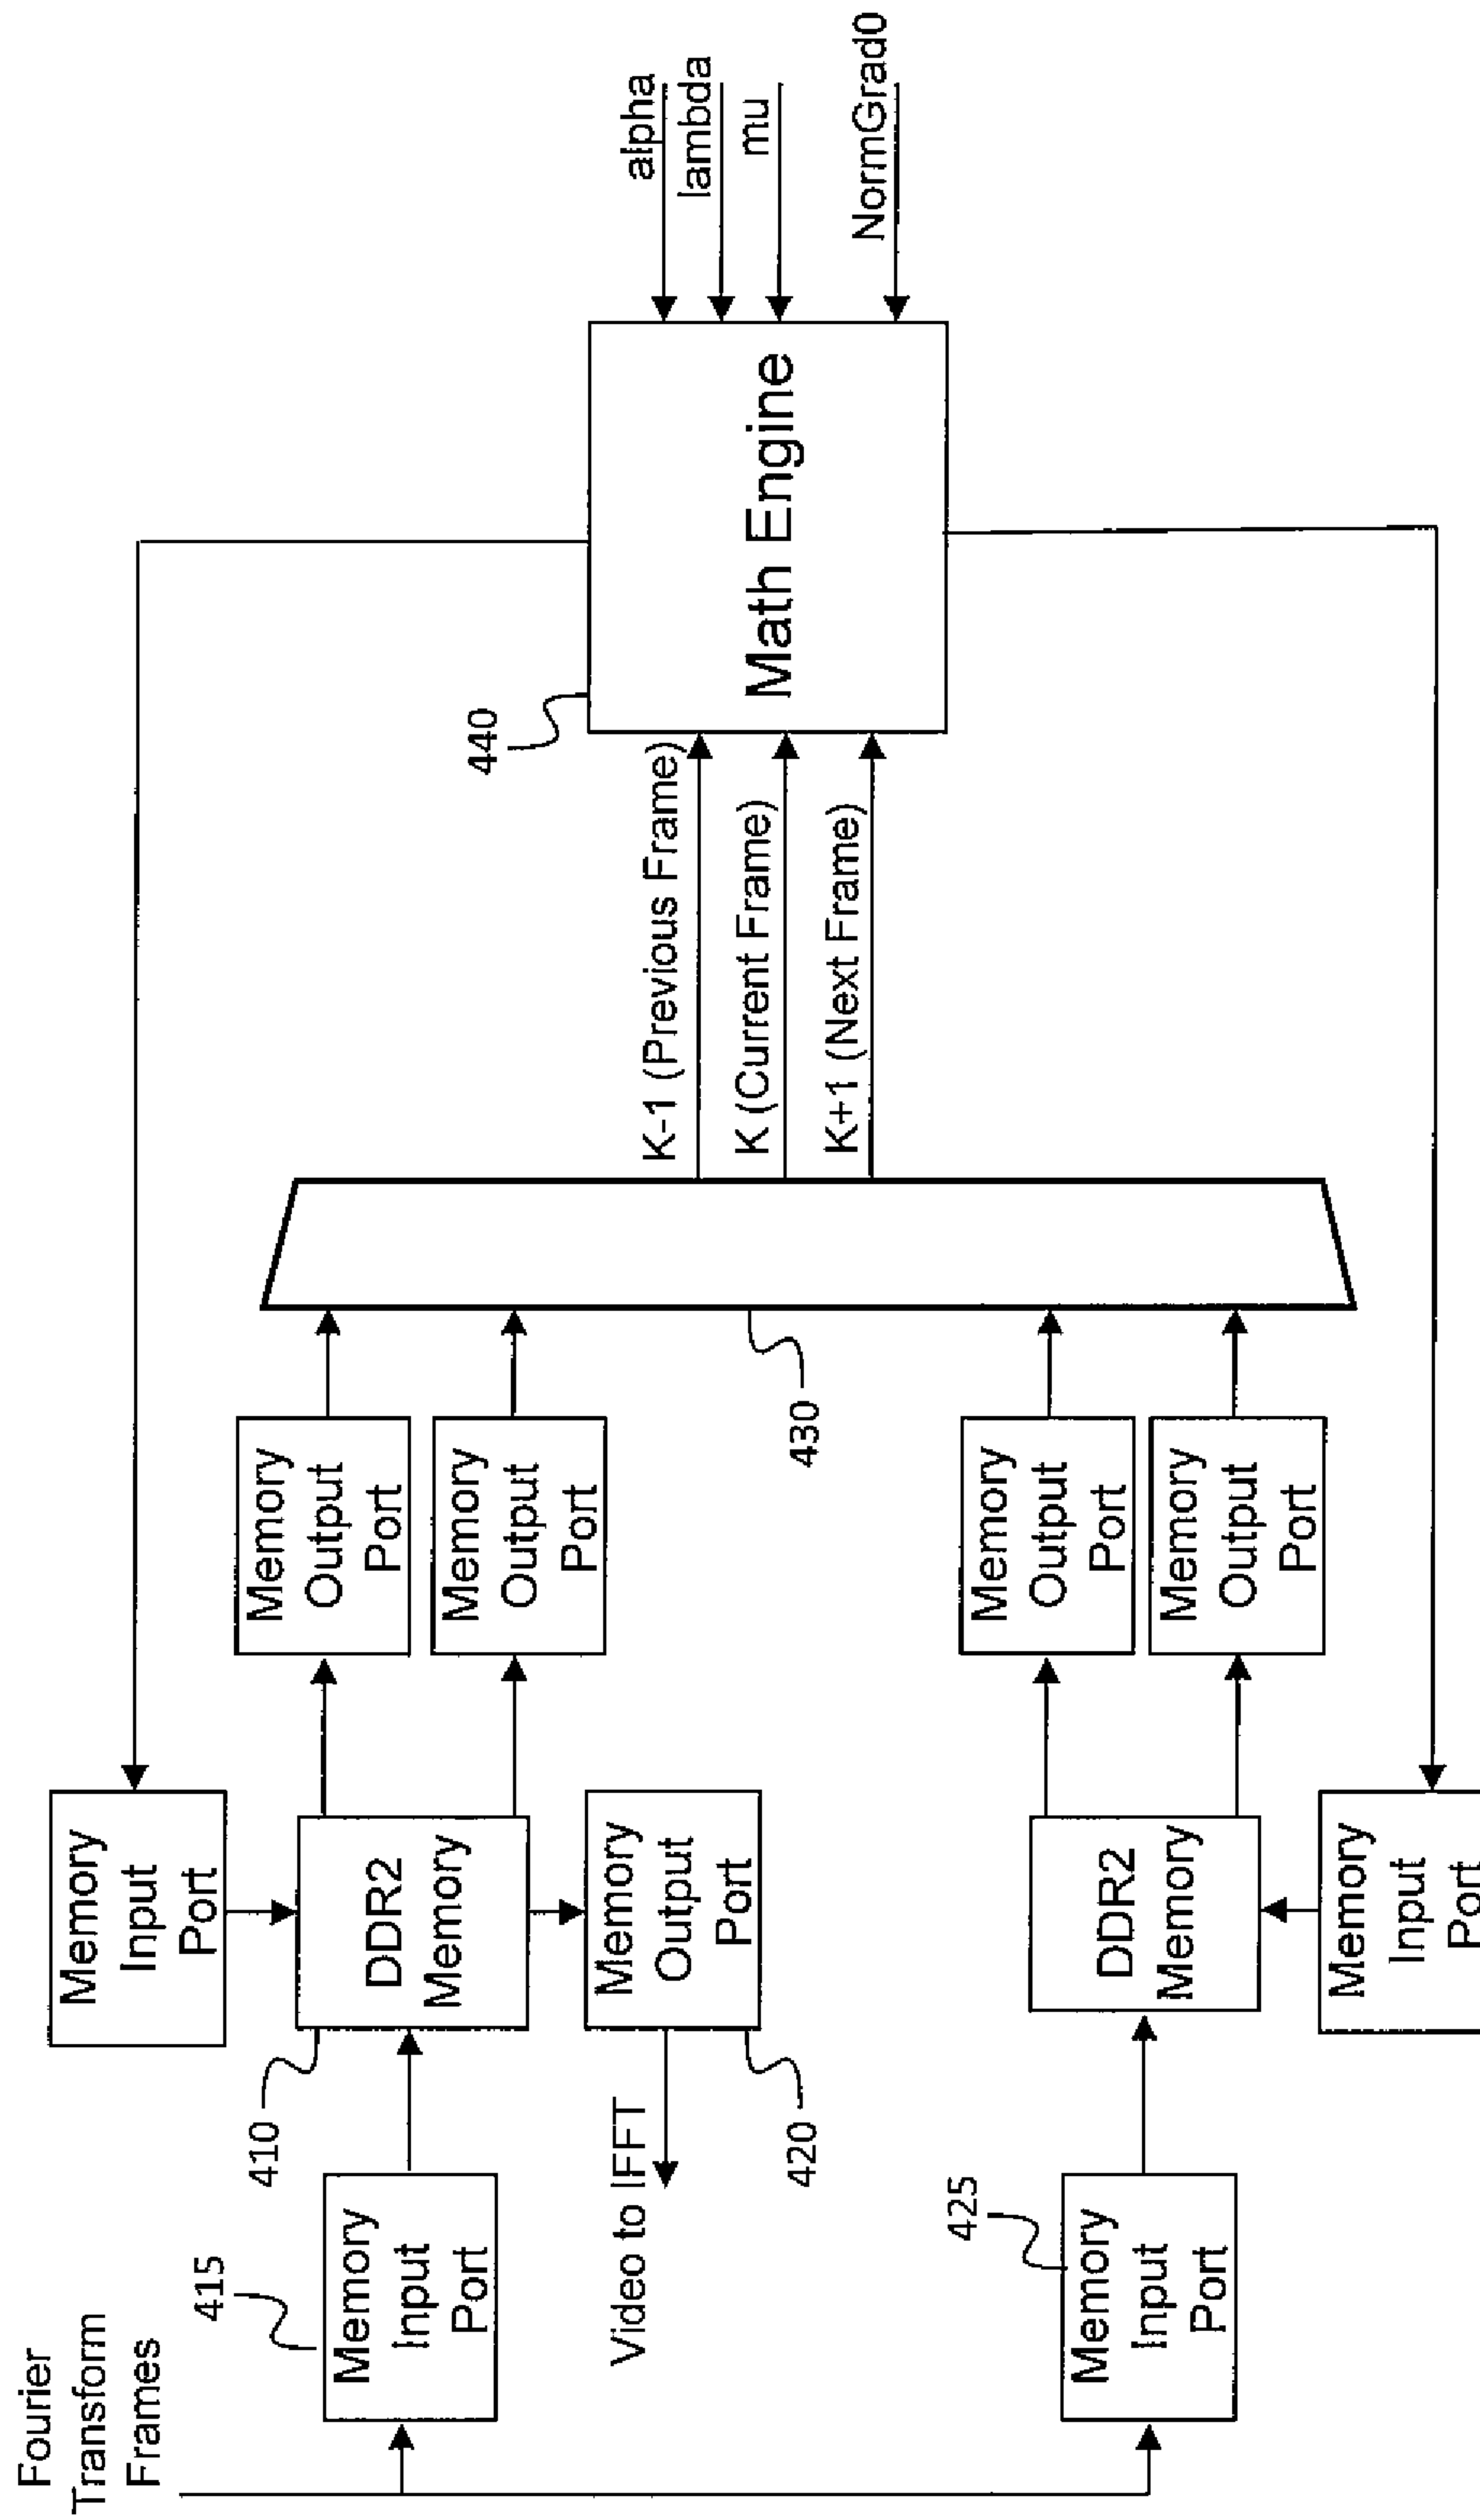 Fourier
Transform
Frames
415
Memory
Input
Port
410
Memory
Input
Port
DDR2
Memory
Memory
Output
Port
Video to IFFT
420
Memory
Output
Port
Memory
Output
Port
425
Memory
Input
Port
DDR2
Memory
Memory
Input
Port
Memory
Output
Port
Memory
Output
Port
430
K-1 (Previous Frame)
K (Current Frame)
K+1 (Next Frame)
440
Math Engine
alpha
lambda
mu
NormGrad0